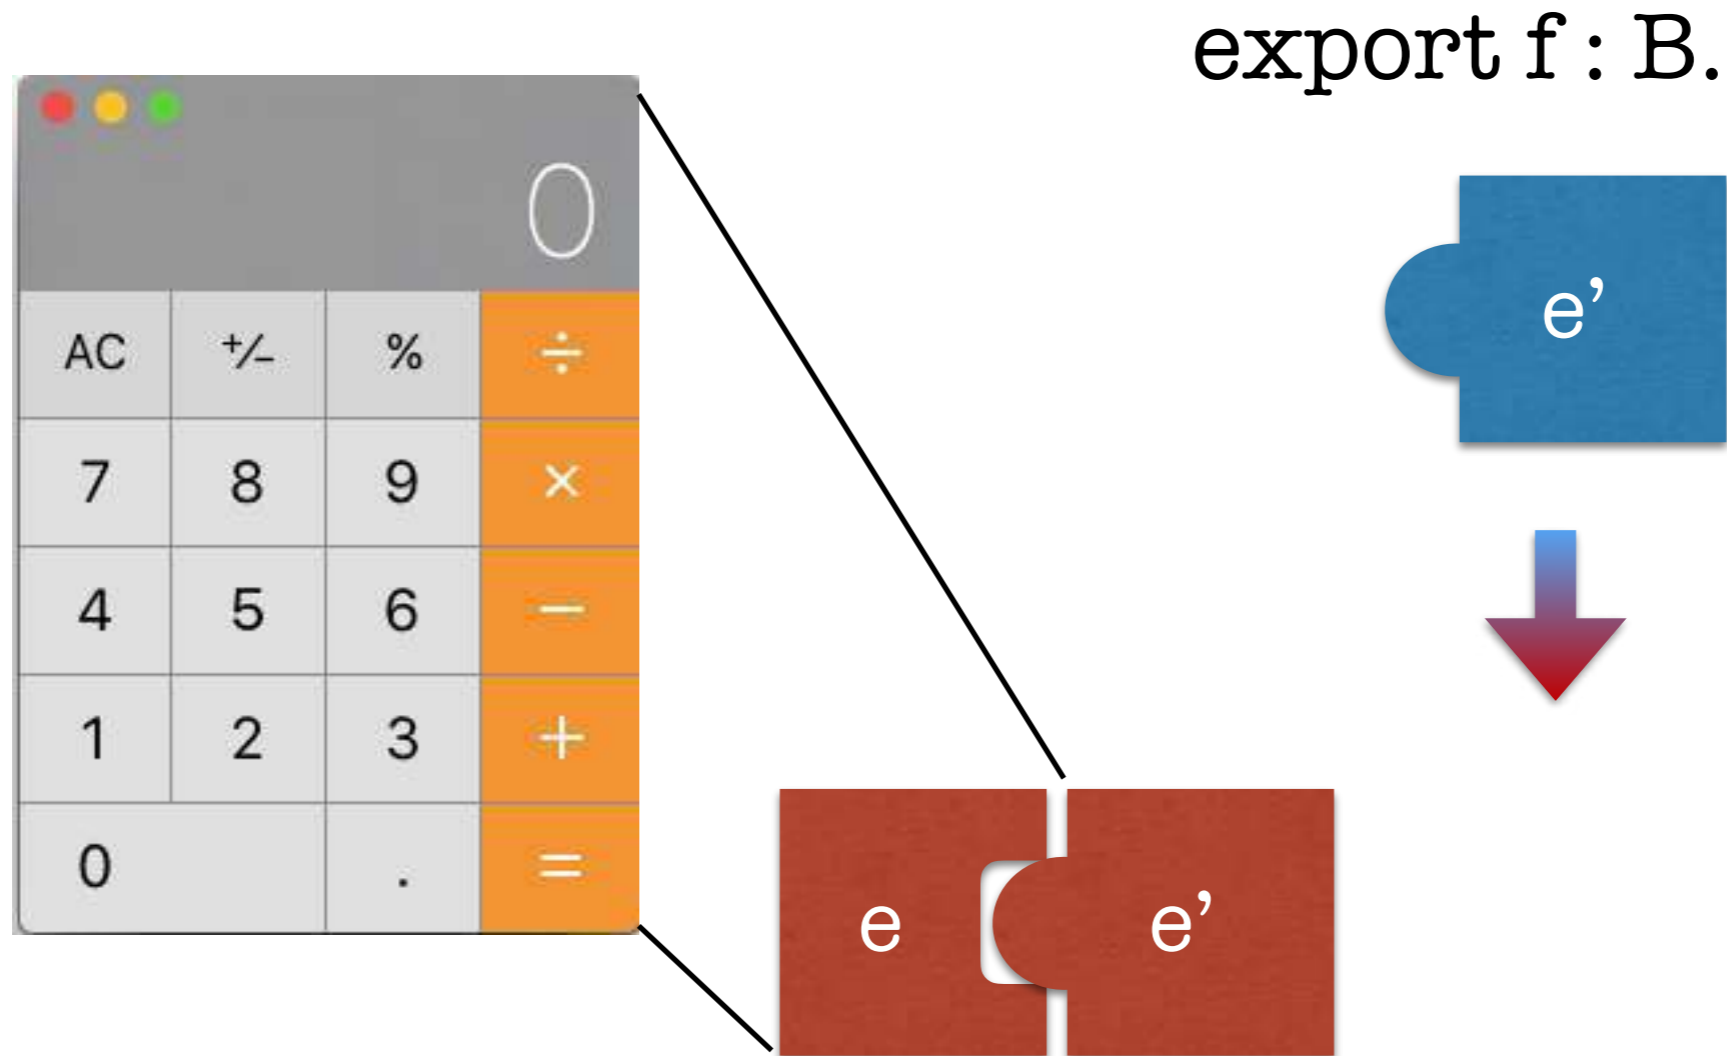 export f : B.
0
AC +/- % ÷
7 8 9 ×
4 5 6 −
1 2 3 +
0 . =
e’
e e’